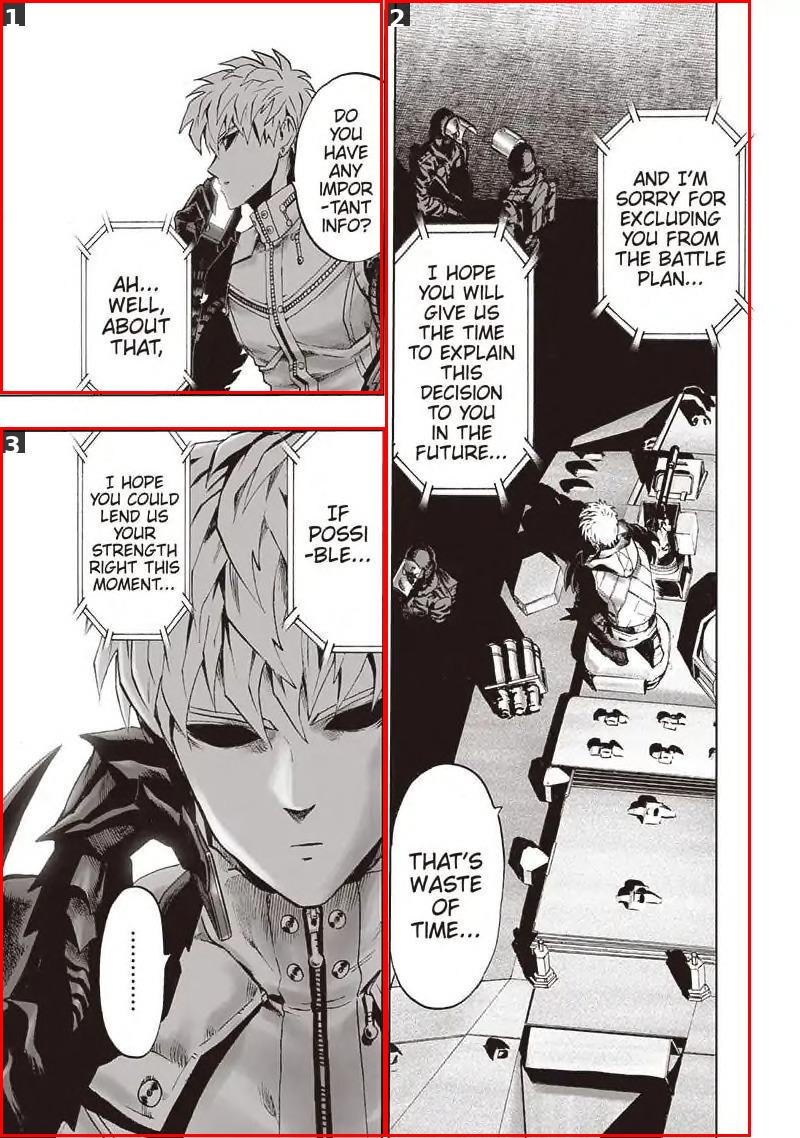 2
AND I'M
SORRY FOR
EXCLUDING
YOU FROM
THE BATTLE
PLAN...
I HOPE
YOU WILL
GIVE US
THE TIME
TO EXPLAIN
THIS
DECISION
TO YOU
IN THE
FUTURE...
THAT'S
WASTE
OF
TIME...
1
DO
YOU
HAVE
ANY
IMPOR
-TANT
INFO?
AH...
WELL,
ABOUT
THAT,
3
IF
POSSI
-BLE...
I HOPE
YOU COULD
LEND US
YOUR
STRENGTH
RIGHT THIS
MOMENT...
.........